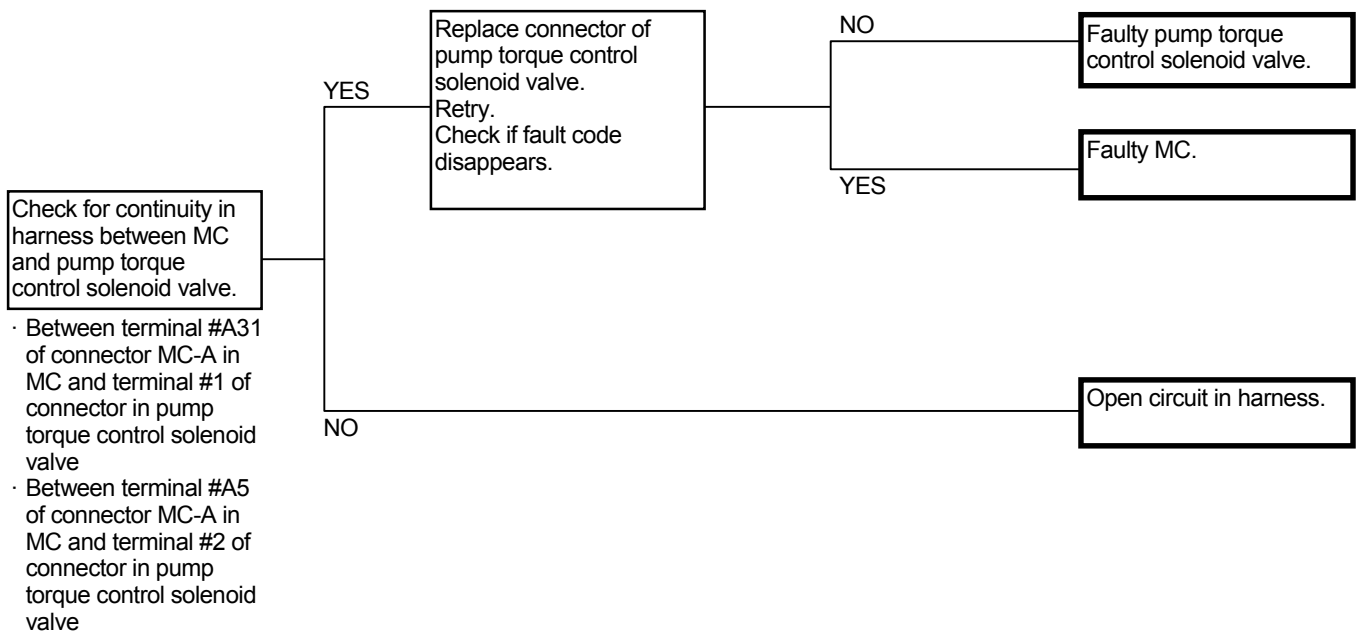 Check for continuity in
harness between MC
and pump torque
control solenoid valve.
· Between terminal #A31
of connector MC-A in
MC and terminal #1 of
connector in pump
torque control solenoid
valve
· Between terminal #A5
of connector MC-A in
MC and terminal #2 of
connector in pump
torque control solenoid
valve
YES
Replace connector of
pump torque control
solenoid valve.
Retry.
Check if fault code
disappears.
NO
Faulty pump torque
control solenoid valve.
YES
Faulty MC.
NO
Open circuit in harness.